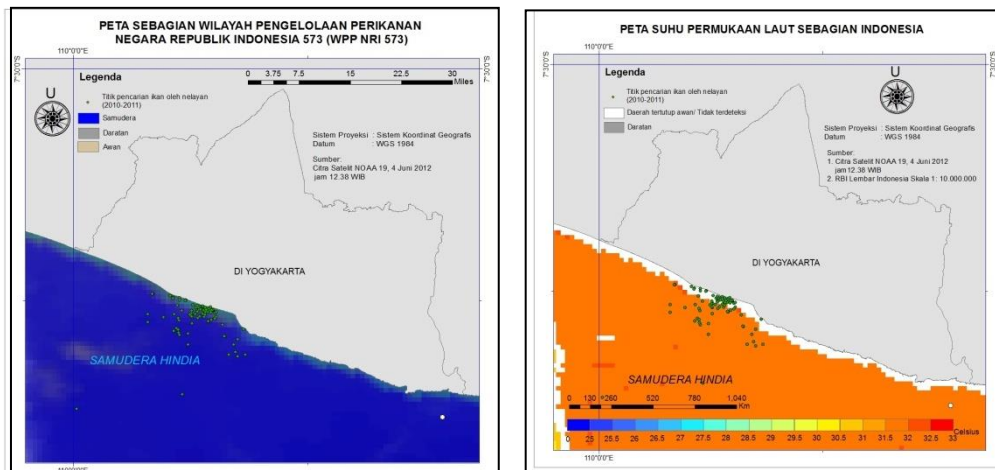 PETA SEBAGIAN WILAYAH PENGELOLAAN PERIKANAN
NEGARA REPUBLIK INDONESIA 573 (WPP NRI 573)
110°0'0"E
7°30'0"S
7°30'0"S
Legenda
0 3.75 7.5 15 22.5 30
Miles
U
Titik pencarian ikan oleh nelayan
(2010-2011)
Samudera
Daratan
Awan
Sistem Proyeksi : Sistem Koordinat Geografis
Datum : WGS 1984
Sumber:
Citra Satelit NOAA 19, 4 Juni 2012
jam 12.38 WIB
DI YOGYAKARTA
SAMUDERA HINDIA
110°0'0"E
PETA SUHU PERMUKAAN LAUT SEBAGIAN INDONESIA
110°0'0"E
7°30'0"S
7°30'0"S
Legenda
U
Titik pencarian ikan oleh nelayan
(2010-2011)
Daerah tertutup awan/ Tidak terdeteksi
Daratan
Sistem Proyeksi : Sistem Koordinat Geografis
Datum : WGS 1984
Sumber:
1. Citra Satelit NOAA 19, 4 Juni 2012
jam 12.38 WIB
2. RBI Lembar Indonesia Skala 1: 10.000.000
DI YOGYAKARTA
SAMUDERA HINDIA
0 130 260 520 780 1,040
Km
Celsius
0 25 25.5 26 26.5 27 27.5 28 28.5 29 29.5 30 30.5 31 31.5 32 32.5 33
110°0'0"E